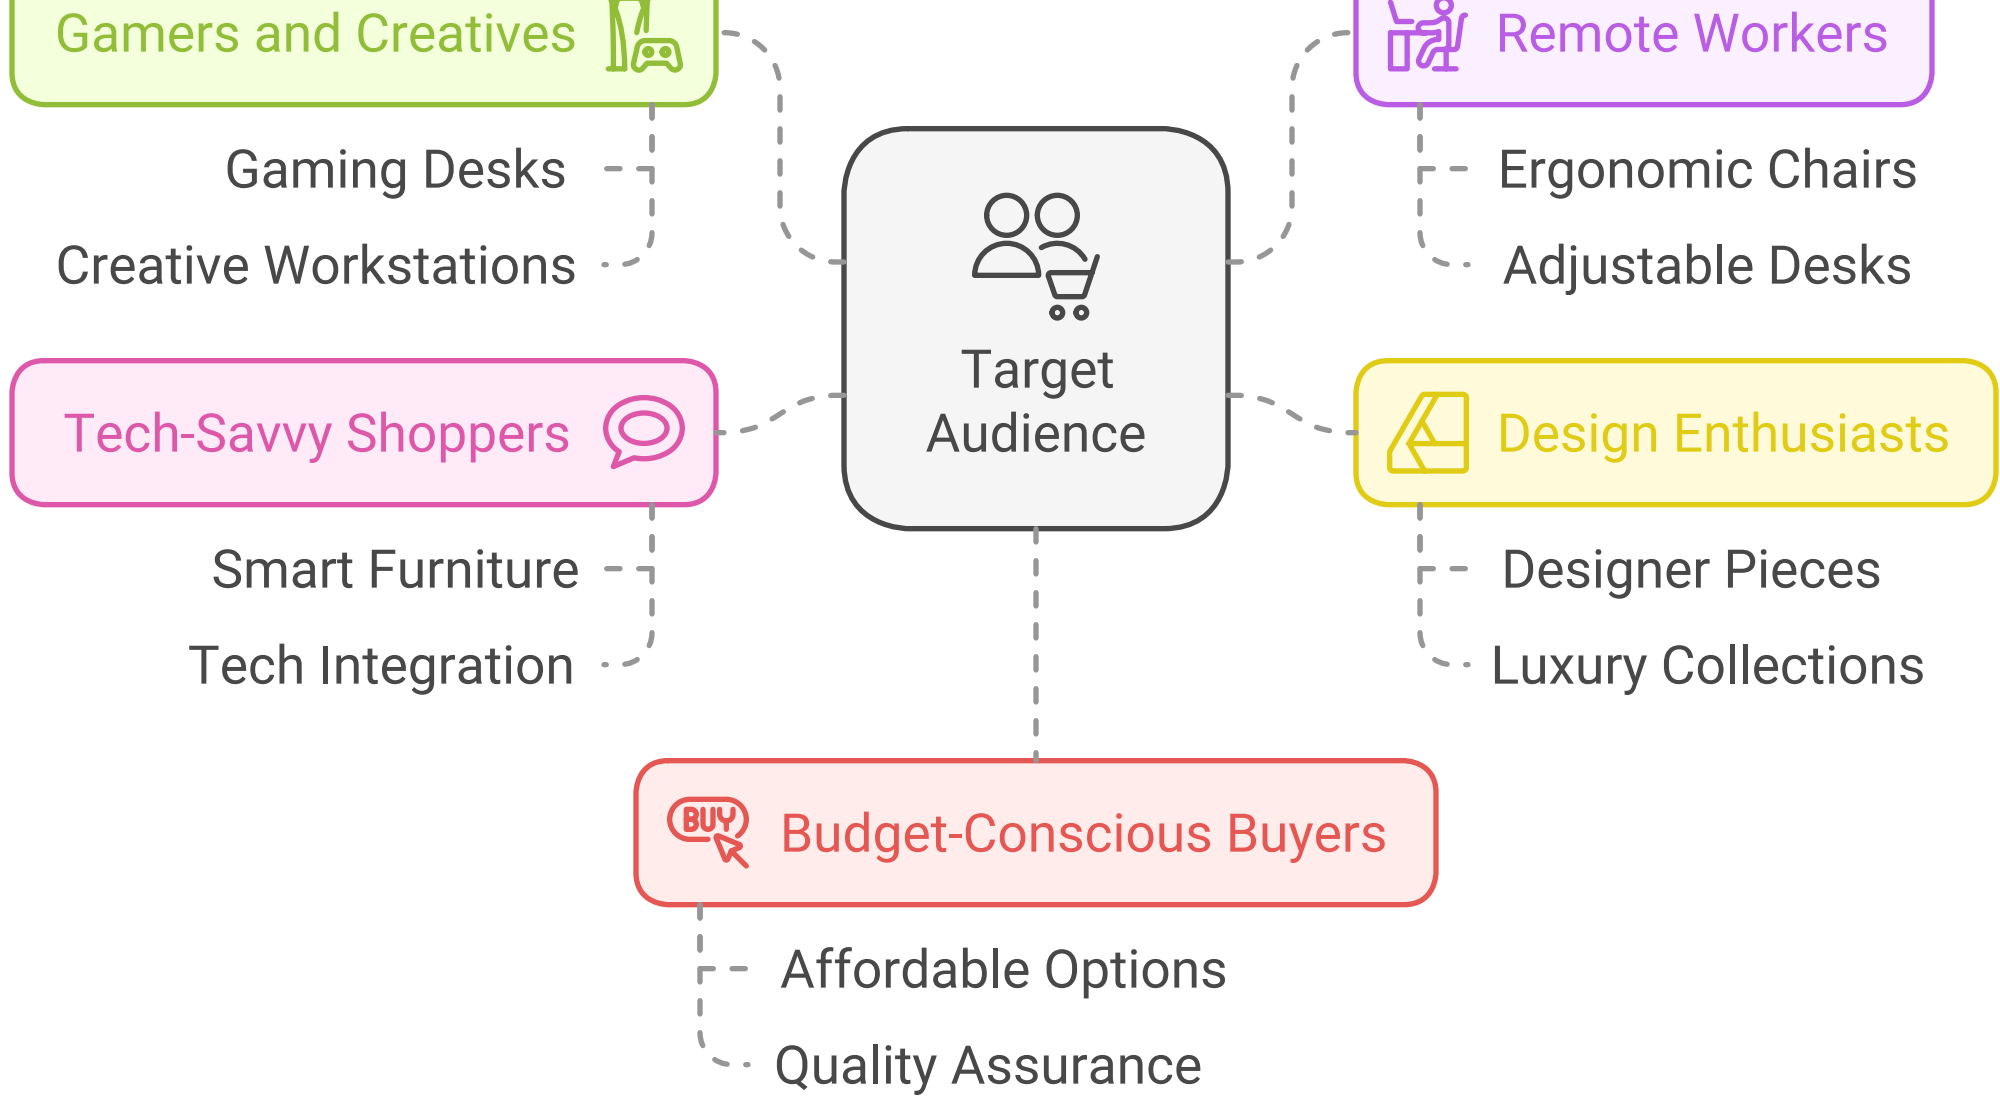 Gamers and Creatives
Gaming Desks
Creative Workstations
Tech-Savvy Shoppers
Smart Furniture
Tech Integration
Target
Audience
Remote Workers
Ergonomic Chairs
Adjustable Desks
Design Enthusiasts
Designer Pieces
Luxury Collections
BUY
Budget-Conscious Buyers
Affordable Options
Quality Assurance